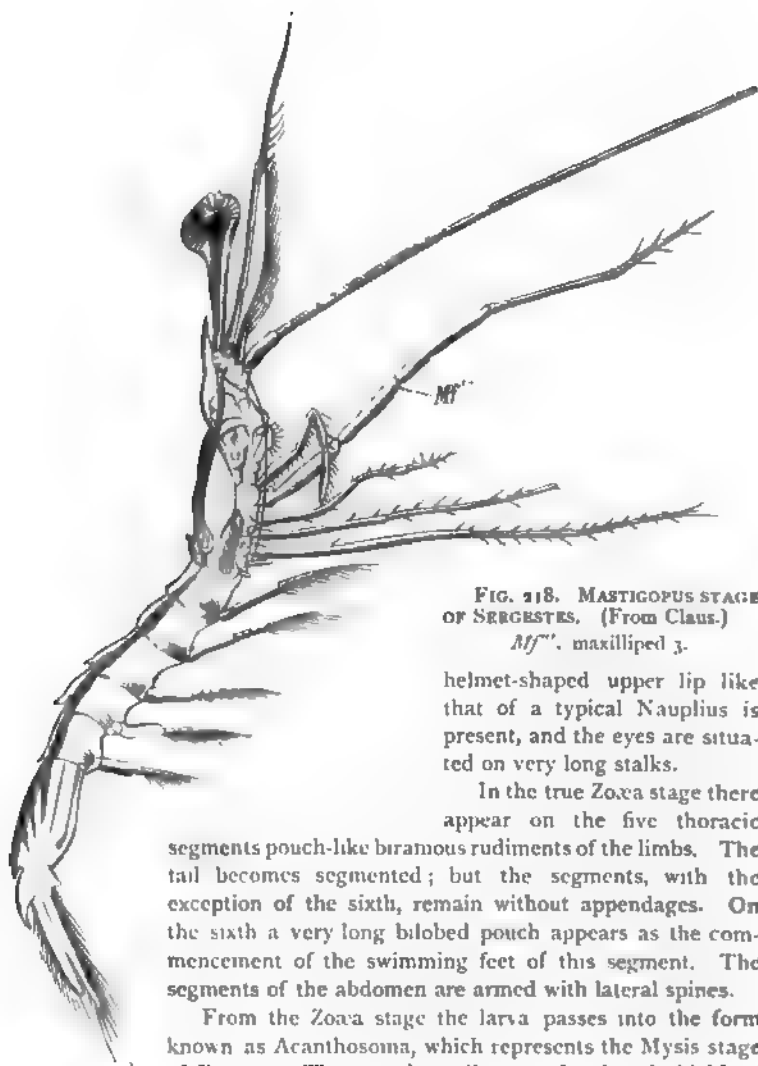 Mf'''
FIG. 218. MASTIGOPUS STAGE
OF SERGESTES. (From Claus.)
Mf'''. maxilliped 3.
helmet-shaped upper lip like
that of a typical Nauplius is
present, and the eyes are situa-
ted on very long stalks.
In the true Zoæa stage there
appear on the five thoracic
segments pouch-like biramous rudiments of the limbs. The
tail becomes segmented; but the segments, with the
exception of the sixth, remain without appendages. On
the sixth a very long bilobed pouch appears as the com-
mencement of the swimming feet of this segment. The
segments of the abdomen are armed with lateral spines.
From the Zoæa stage the larva passes into the form
known as Acanthosoma, which represents the Mysis stage